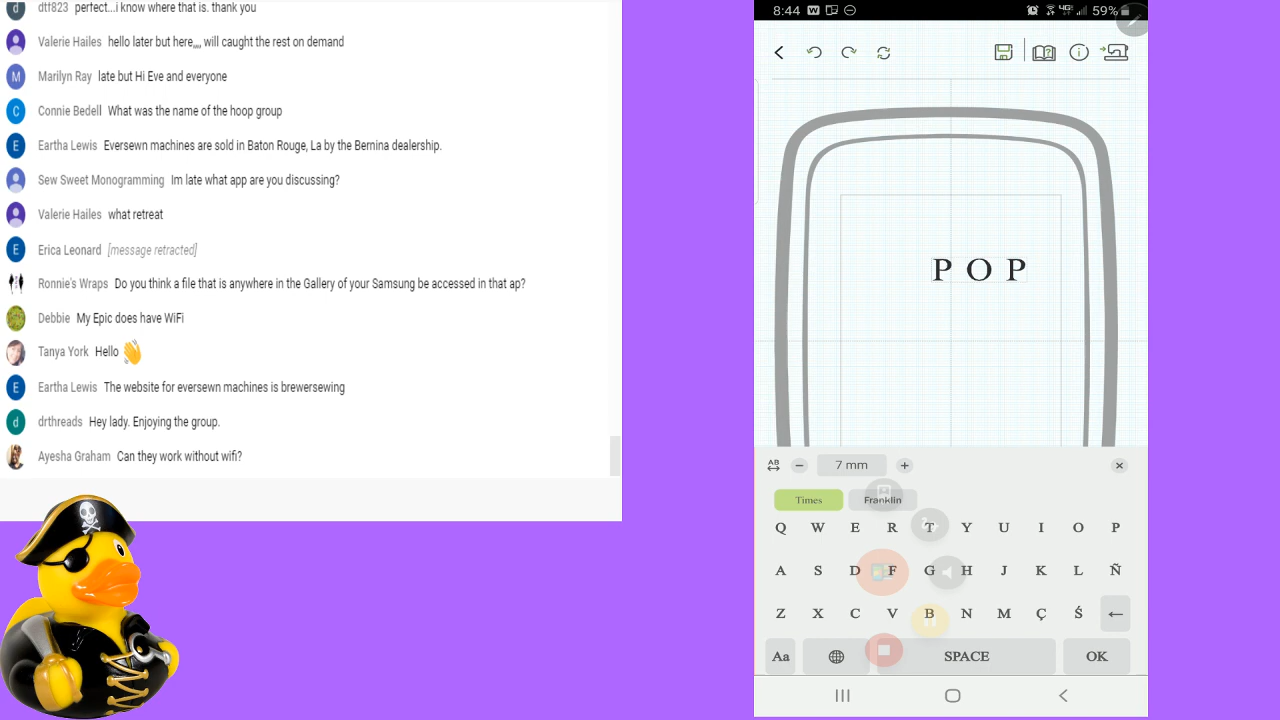 dtf823 perfect...i know where that is. thank you
Valerie Hailes hello later but here,,,, will caught the rest on demand
M Marilyn Ray late but Hi Eve and everyone
C Connie Bedell What was the name of the hoop group
E Eartha Lewis Eversewn machines are sold in Baton Rouge, La by the Bernina dealership.
Sew Sweet Monogramming Im late what app are you discussing?
Valerie Hailes what retreat
E Erica Leonard [message retracted]
Ronnie's Wraps Do you think a file that is anywhere in the Gallery of your Samsung be accessed in that ap?
Debbie My Epic does have WiFi
Tanya York Hello 👋
E Eartha Lewis The website for eversewn machines is brewersewing
d drthreads Hey lady. Enjoying the group.
Ayesha Graham Can they work without wifi?
8:44 W 4G 59%
P O P
AB 7 mm
Times Franklin
Q W E R T Y U I O P
A S D F G H J K L Ñ
Z X C V B N M Ç Ś ←
Aa SPACE OK